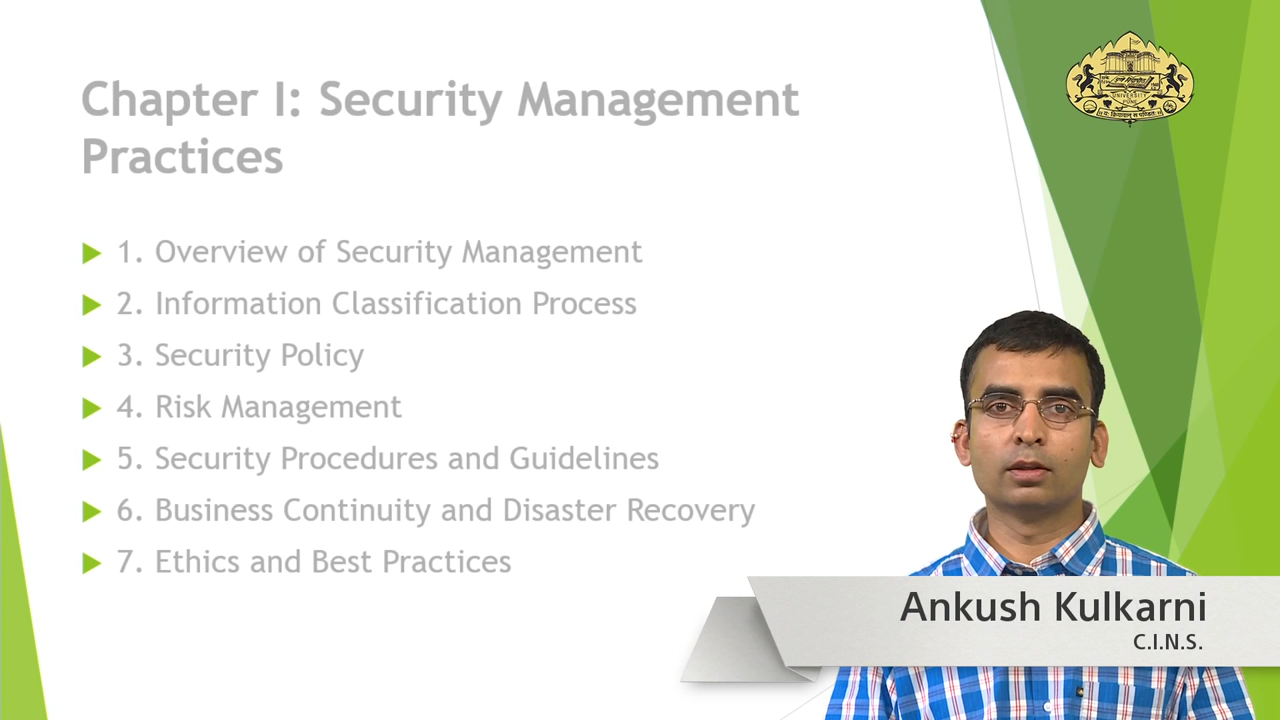 Chapter I: Security Management
Practices
1. Overview of Security Management
2. Information Classification Process
3. Security Policy
4. Risk Management
5. Security Procedures and Guidelines
6. Business Continuity and Disaster Recovery
7. Ethics and Best Practices
Ankush Kulkarni
C.I.N.S.